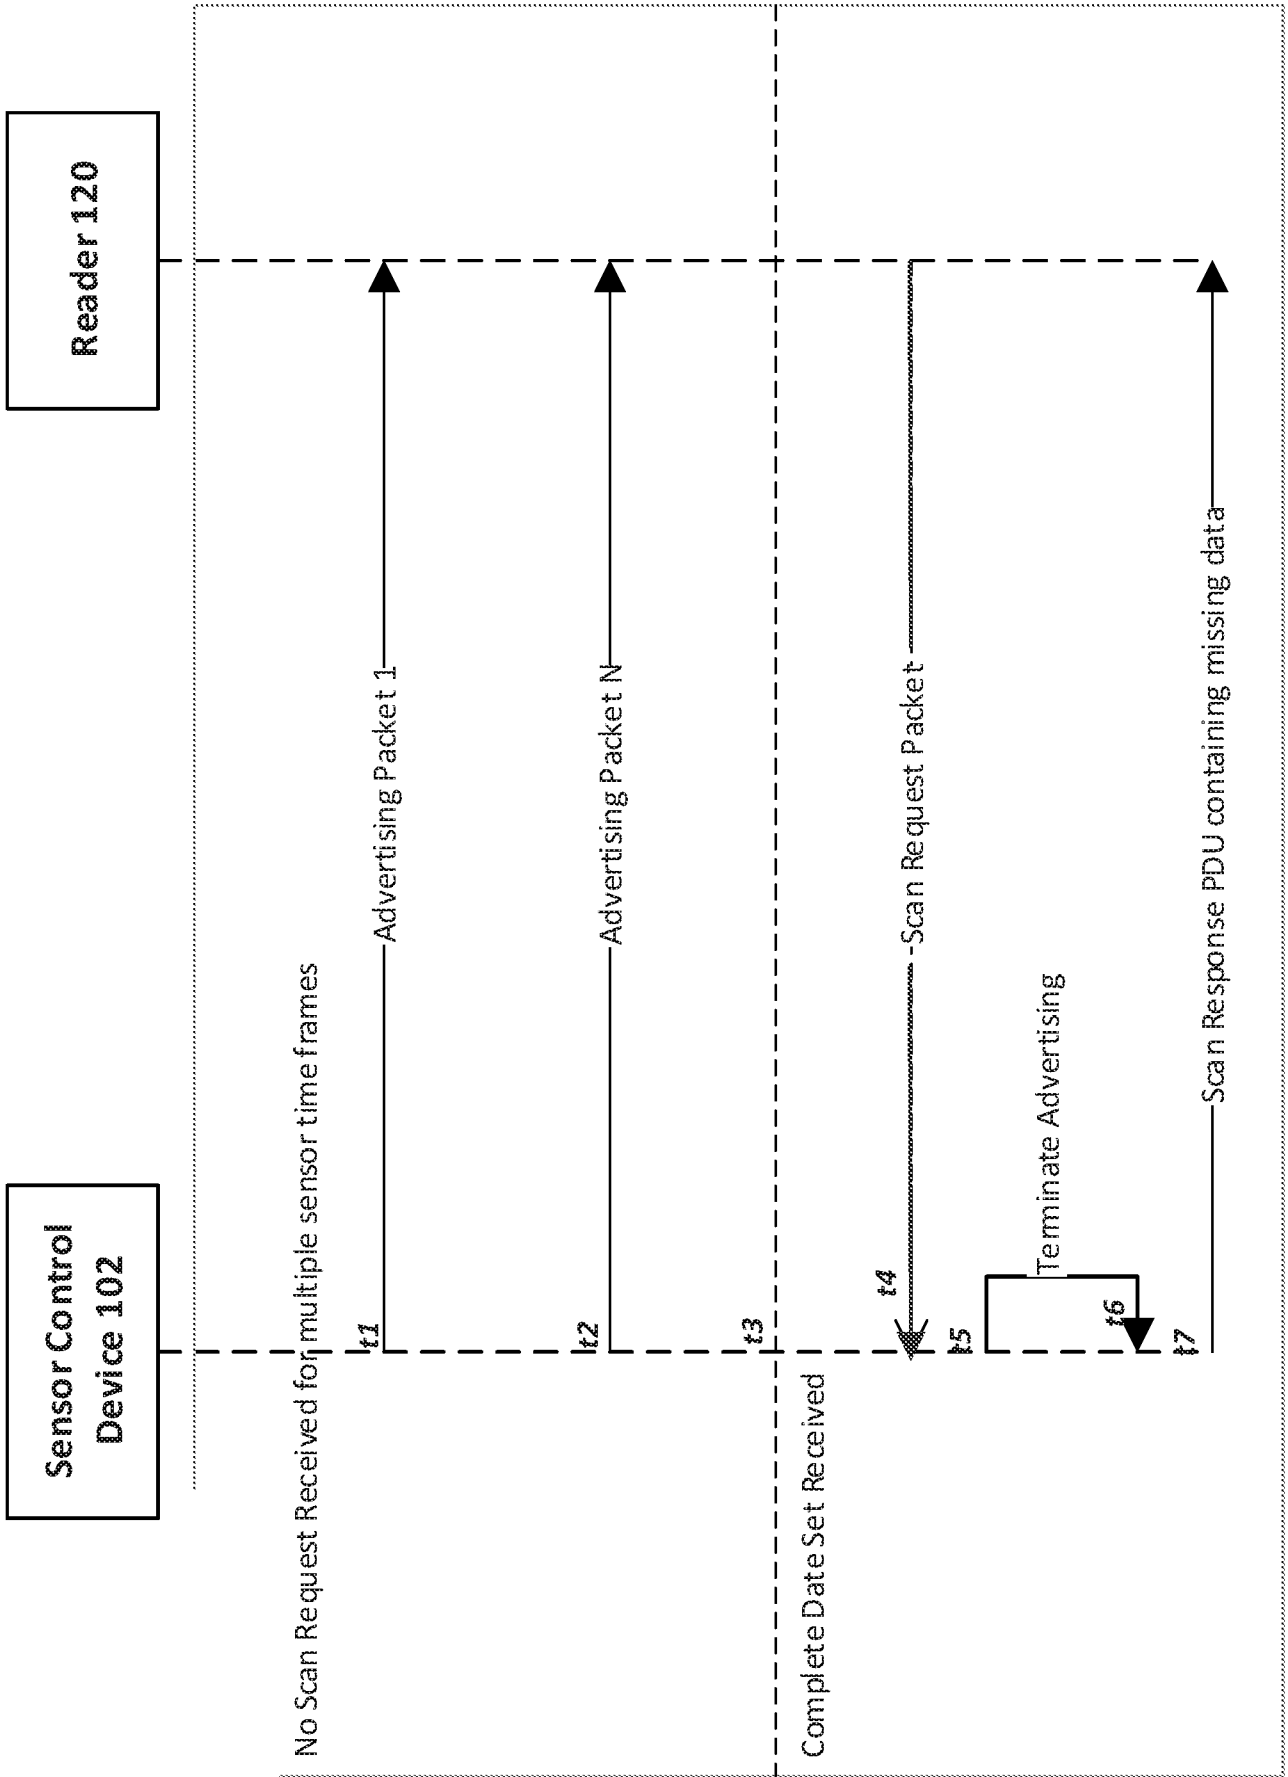 Sensor Control
Device 102
Reader 120
No Scan Request Received for multiple sensor time frames
t1
Advertising Packet 1
t2
Advertising Packet N
t3
Complete Date Set Received
t4
Scan Request Packet
t5
Terminate Advertising
t6
t7
Scan Response PDU containing missing data